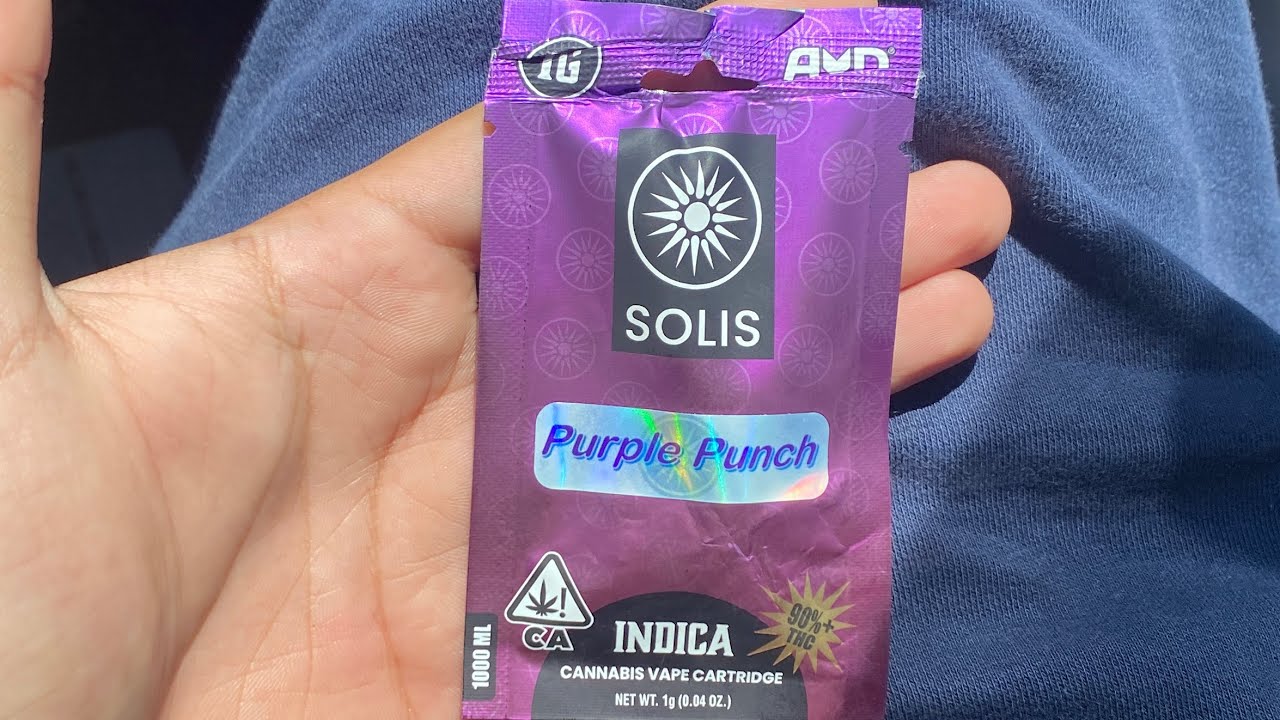 1G
AVD®
SOLIS
Purple Punch
90%+
THC
!
CA
INDICA
CANNABIS VAPE CARTRIDGE
NET WT. 1g (0.04 OZ.)
1000 ML